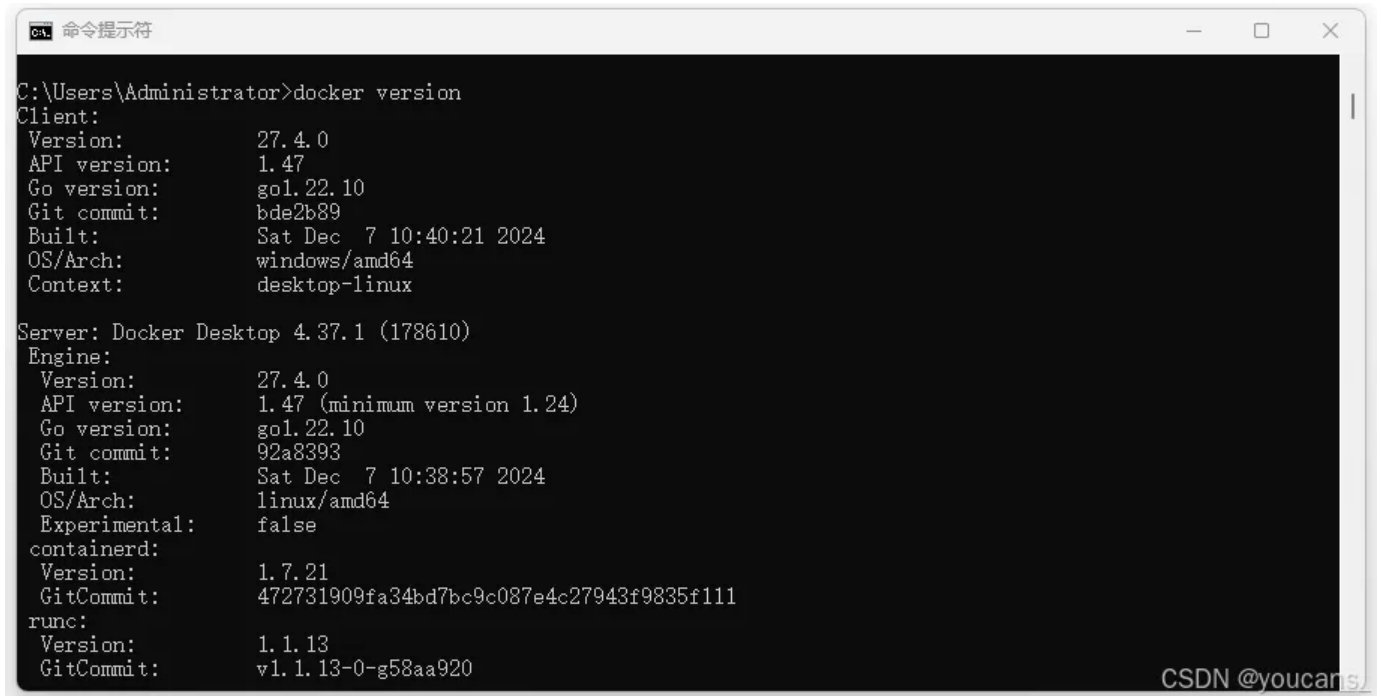 命令提示符
C:\Users\Administrator>docker version
Client:
 Version:           27.4.0
 API version:       1.47
 Go version:        go1.22.10
 Git commit:        bde2b89
 Built:             Sat Dec  7 10:40:21 2024
 OS/Arch:           windows/amd64
 Context:           desktop-linux

Server: Docker Desktop 4.37.1 (178610)
 Engine:
  Version:          27.4.0
  API version:      1.47 (minimum version 1.24)
  Go version:       go1.22.10
  Git commit:       92a8393
  Built:            Sat Dec  7 10:38:57 2024
  OS/Arch:          linux/amd64
  Experimental:     false
 containerd:
  Version:          1.7.21
  GitCommit:        472731909fa34bd7bc9c087e4c27943f9835f111
 runc:
  Version:          1.1.13
  GitCommit:        v1.1.13-0-g58aa920
CSDN @youcans_